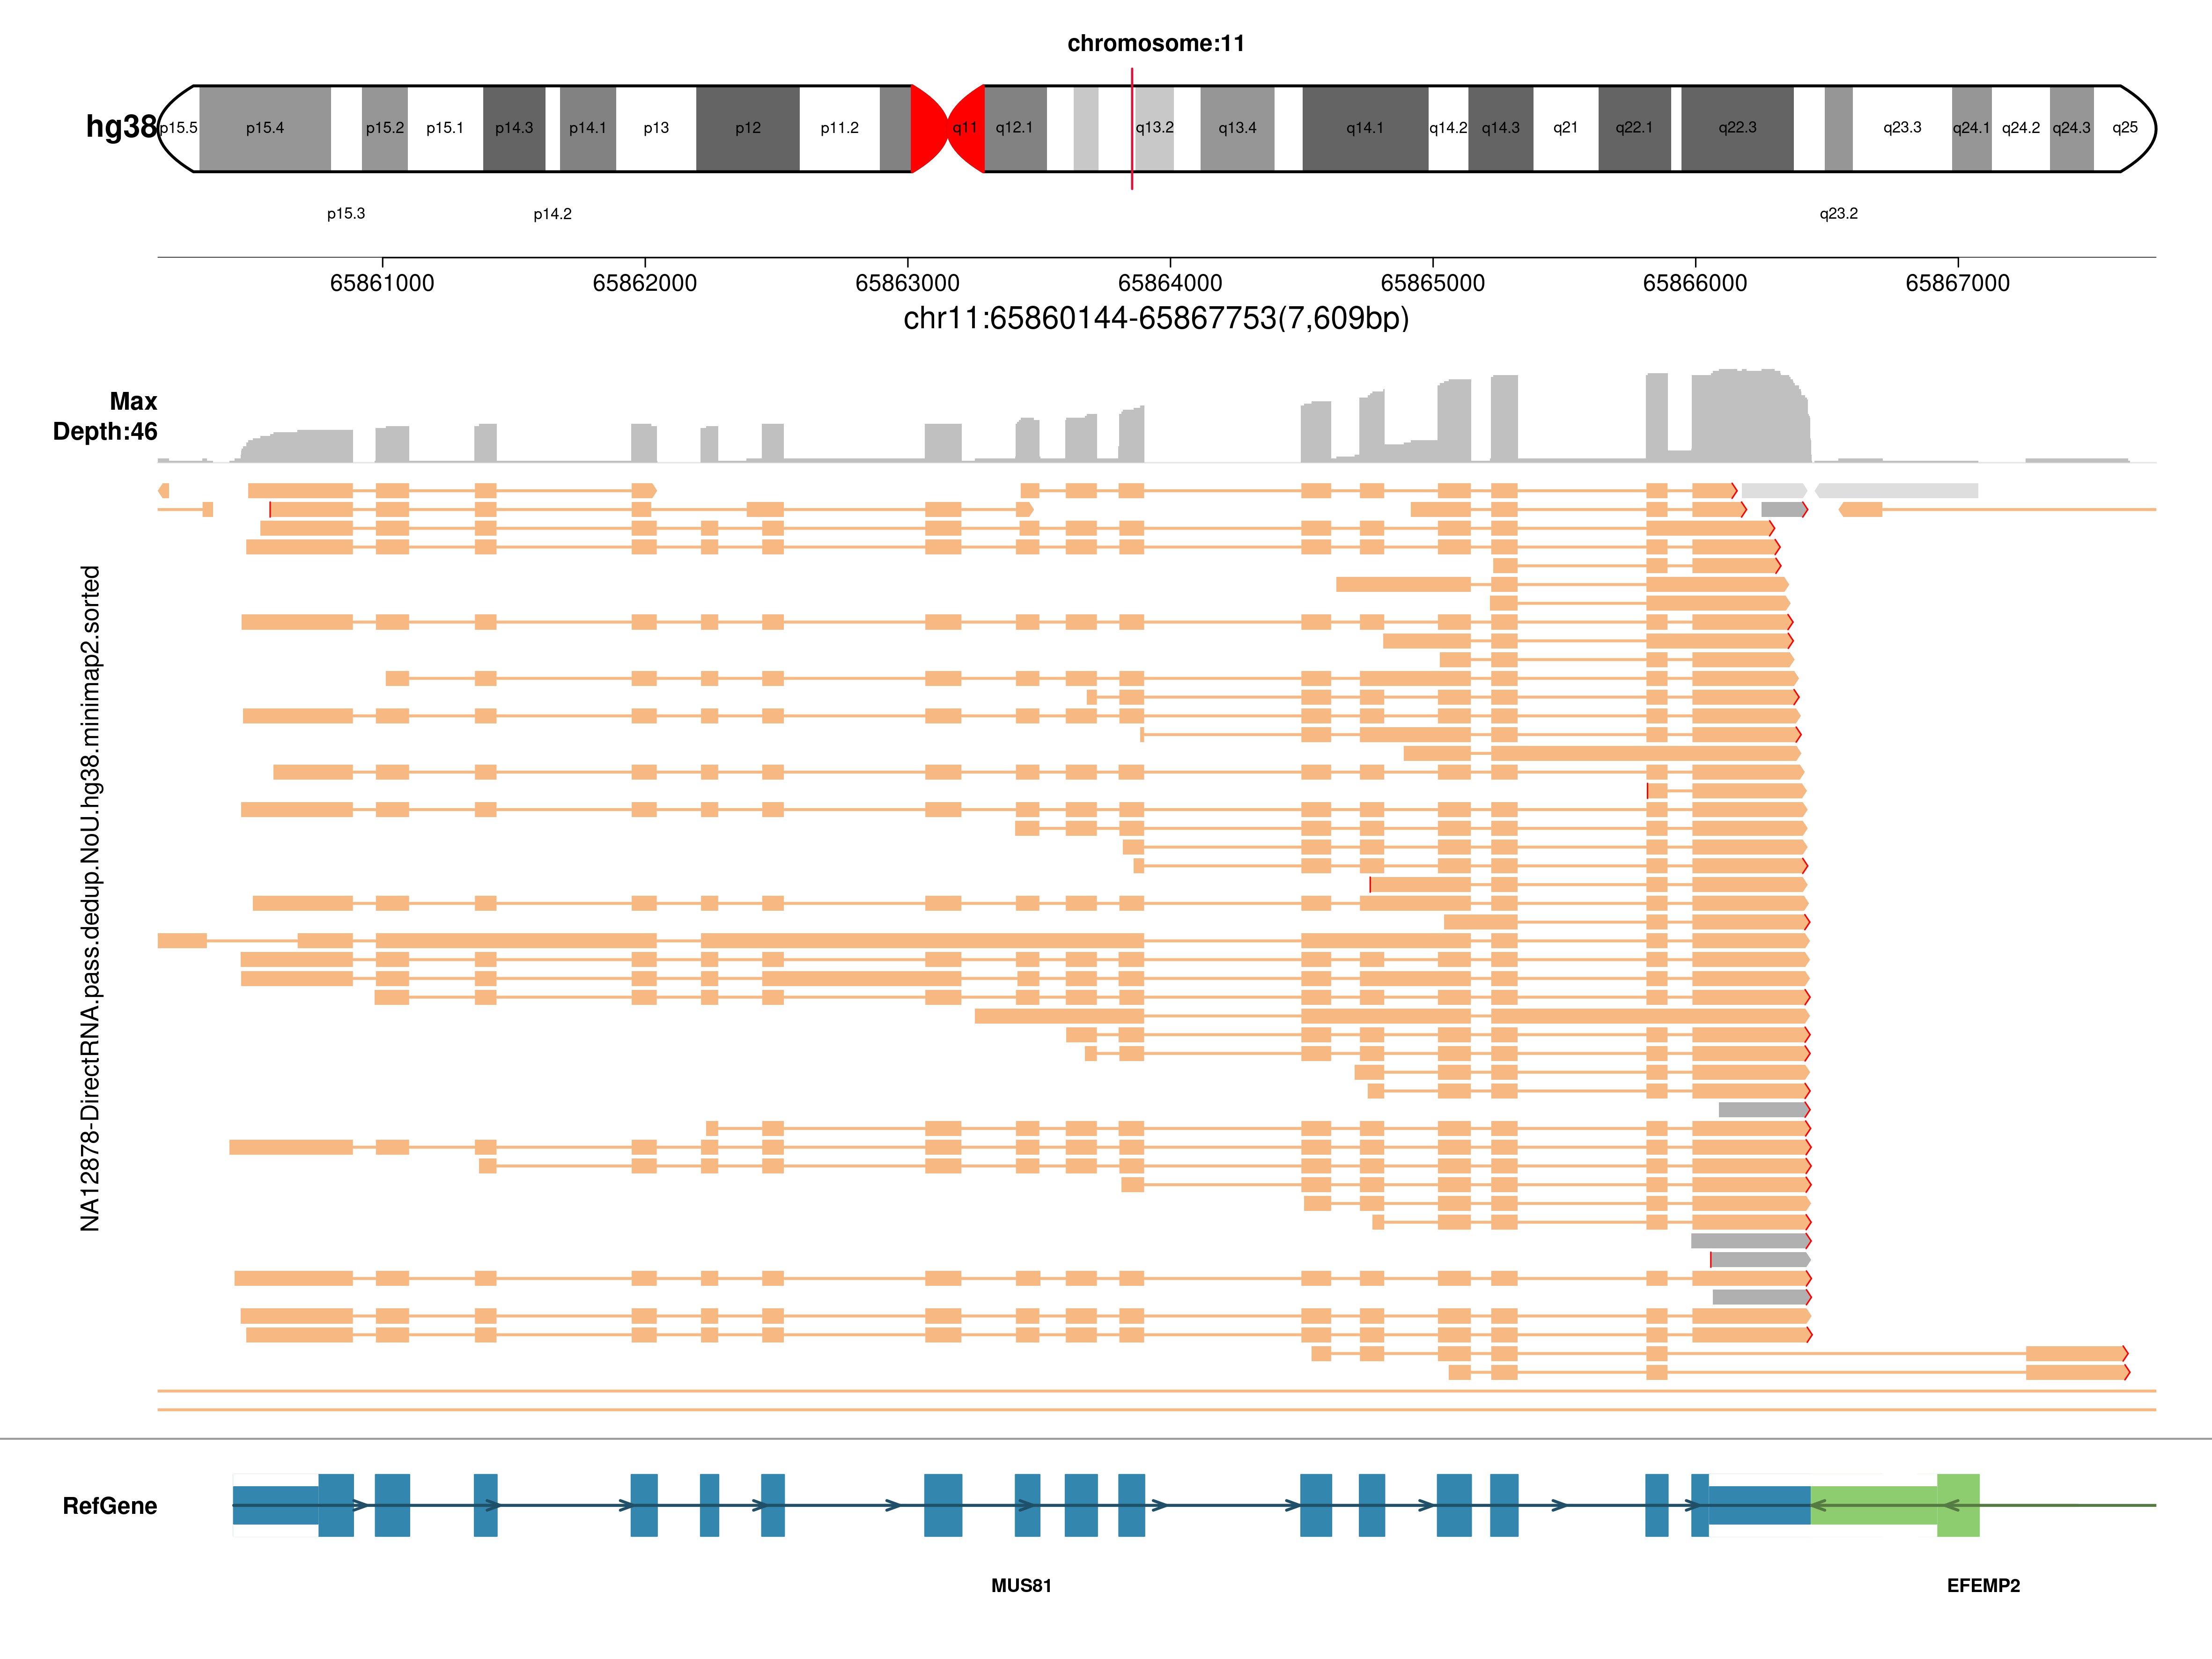 chromosome:11
hg38
p15.5 p15.4 p15.2 p15.1 p14.3 p14.1 p13 p12 p11.2 q11 q12.1 q13.2 q13.4 q14.1 q14.2 q14.3 q21 q22.1 q22.3 q23.3 q24.1 q24.2 q24.3 q25
p15.3 p14.2 q23.2
65861000 65862000 65863000 65864000 65865000 65866000 65867000
chr11:65860144-65867753(7,609bp)
Max
Depth:46
NA12878-DirectRNA.pass.dedup.NoU.hg38.minimap2.sorted
RefGene
MUS81 EFEMP2